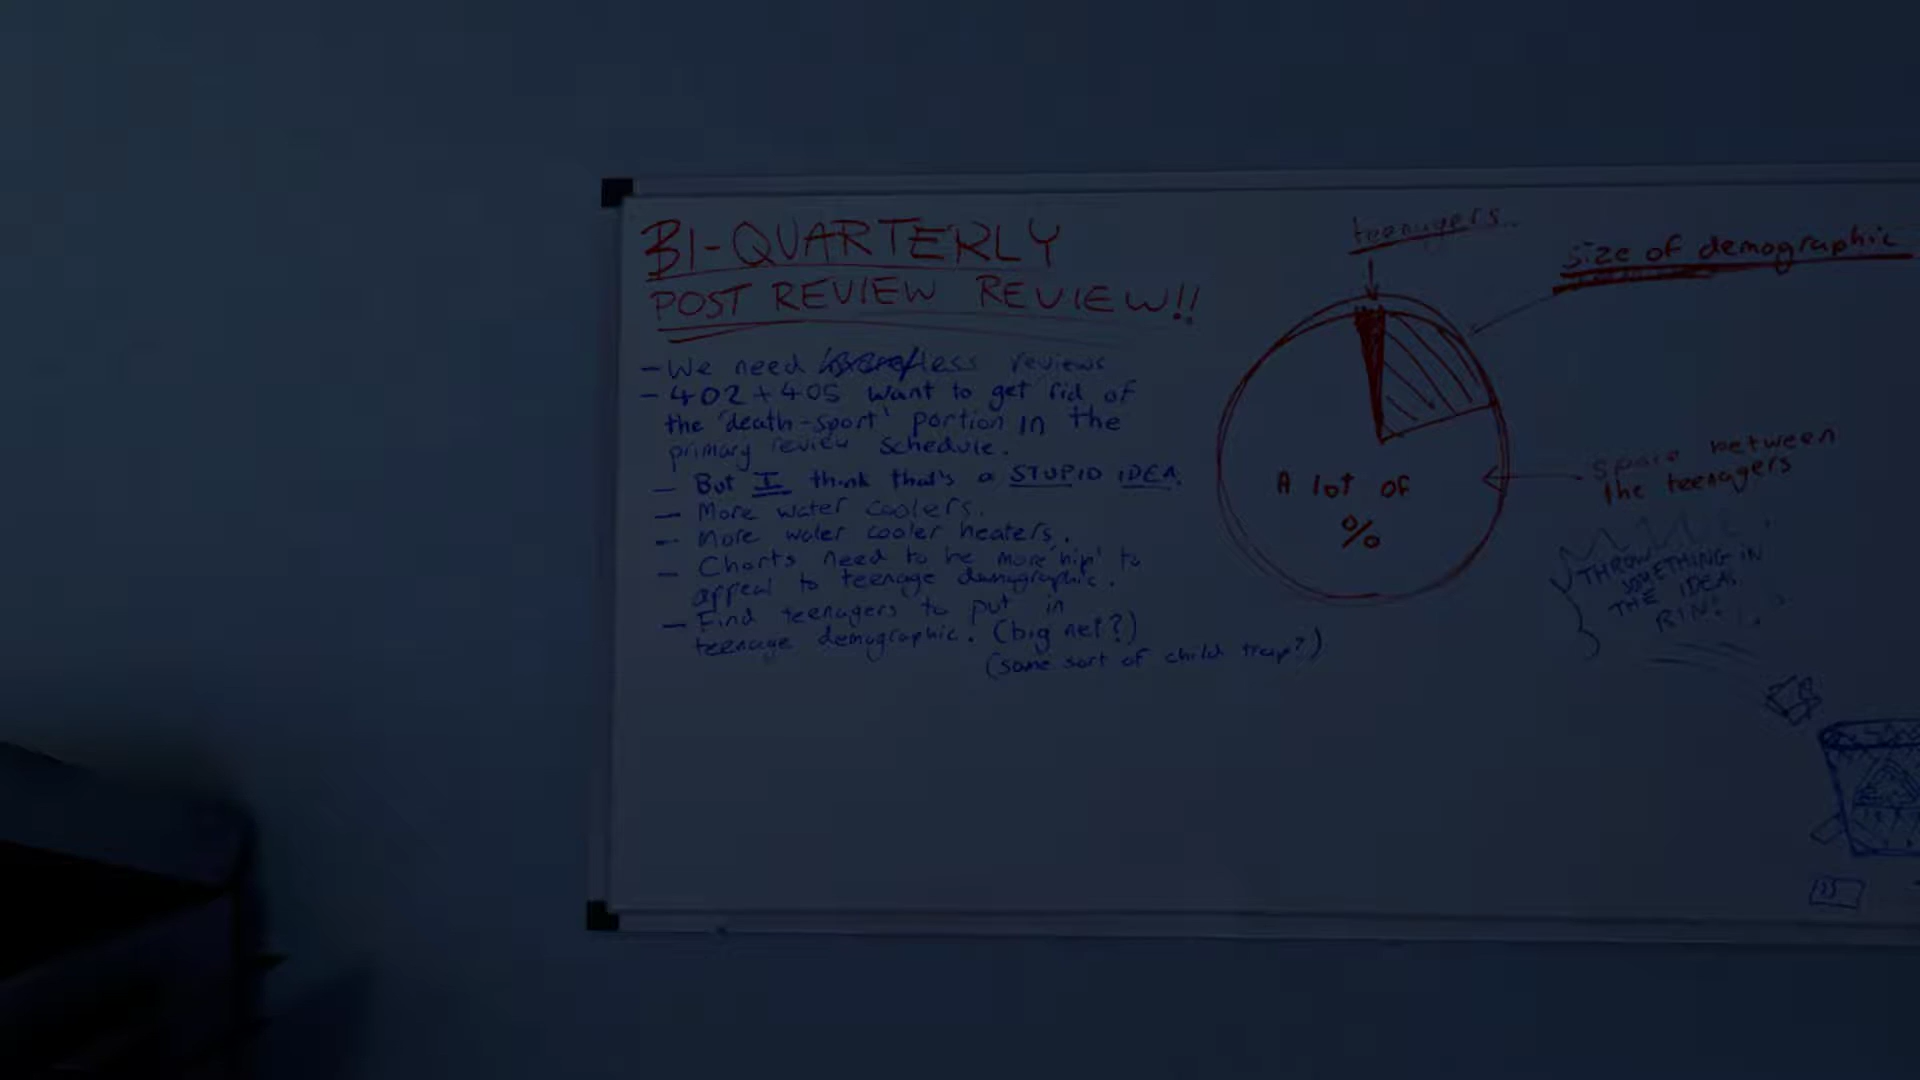 BI-QUARTERLY
POST REVIEW REVIEW!!
- We need less reviews
- 402 + 405 want to get rid of
the 'death-sport' portion in the
primary review schedule.
- But I think that's a STUPID IDEA.
- More water coolers.
- More water cooler heaters.
- Charts need to be more 'hip' to
appeal to teenage demographic.
- Find teenagers to put in
teenage demographic. (big net?)
(some sort of child trap?)
teenagers
size of demographic
A lot of
%
space between
the teenagers
THROW
SOMETHING IN
THE IDEA
BIN!